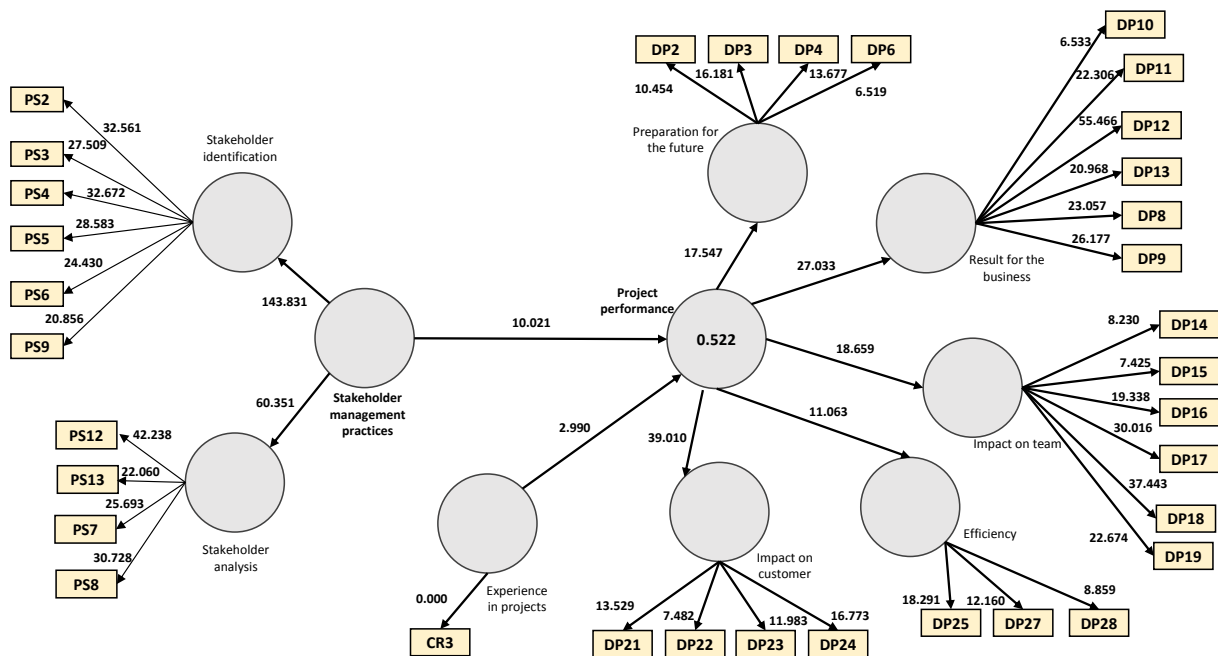 DP10
6.533
DP2
DP3
DP4
DP6
22.306
DP11
10.454
16.181
13.677
6.519
PS2
32.561
55.466
DP12
Stakeholder
identification
Preparation for
the future
PS3
27.509
20.968
DP13
PS4
32.672
23.057
DP8
PS5
28.583
26.177
DP9
17.547
Result for the
business
PS6
24.430
27.033
143.831
Project
performance
PS9
20.856
10.021
0.522
8.230
DP14
18.659
7.425
DP15
60.351
Stakeholder
management
practices
19.338
DP16
11.063
30.016
DP17
Impact on team
PS12
42.238
2.990
39.010
PS13
22.060
37.443
DP18
PS7
25.693
22.674
DP19
Stakeholder
analysis
Efficiency
PS8
30.728
Impact on
customer
Experience
in projects
0.000
13.529
7.482
11.983
16.773
18.291
12.160
8.859
CR3
DP21
DP22
DP23
DP24
DP25
DP27
DP28